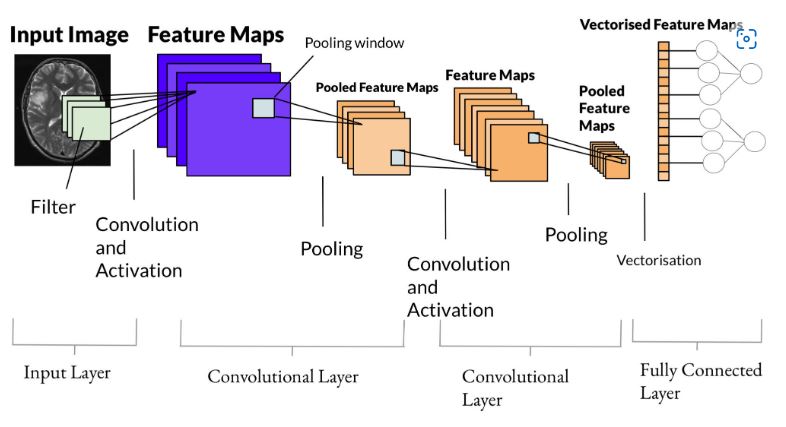 Vectorised Feature Maps
Input Image
Feature Maps
Pooling window
Pooled Feature Maps
Feature Maps
Pooled
Feature
Maps
Filter
Convolution
and
Activation
Pooling
Convolution
and
Activation
Pooling
Vectorisation
Input Layer
Convolutional Layer
Convolutional
Layer
Fully Connected
Layer